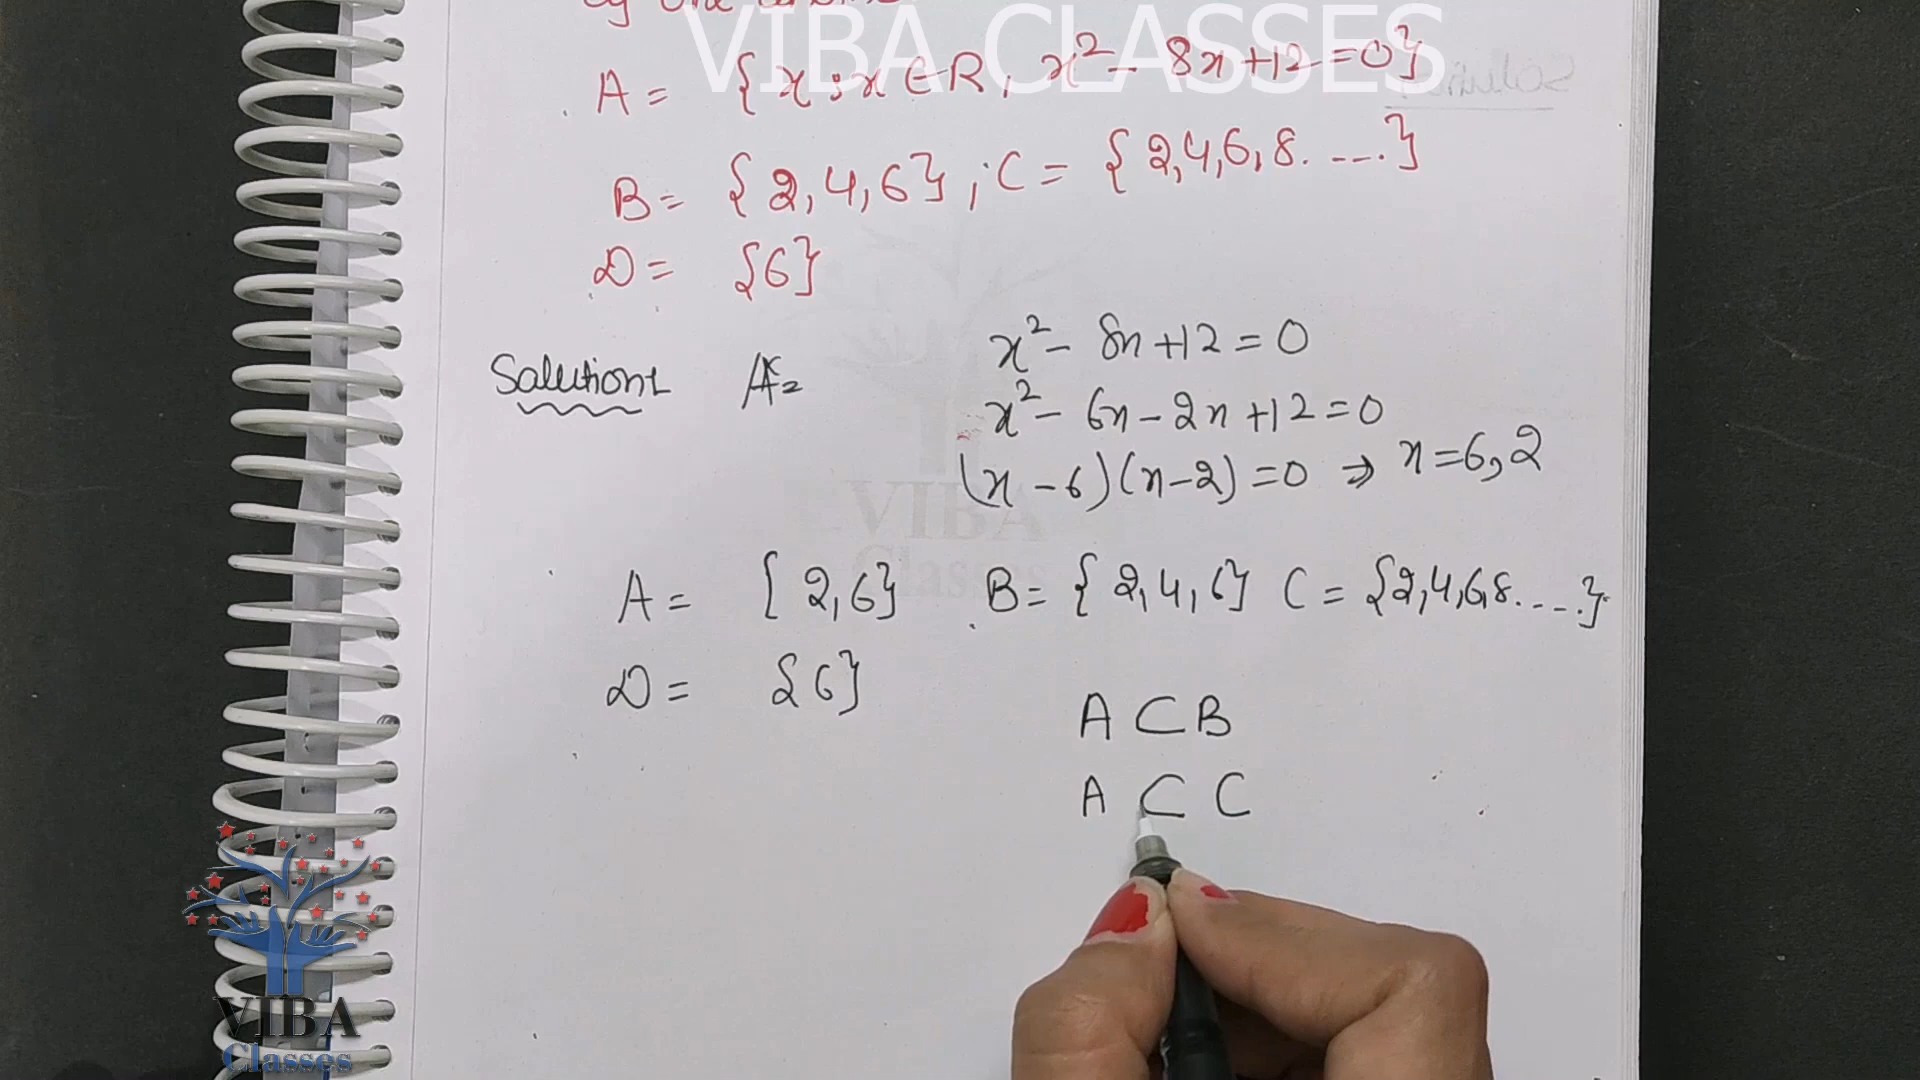 VIBA CLASSES
A = {x : x ∈ R, x² - 8x + 12 = 0}
B = {2, 4, 6} ; C = {2, 4, 6, 8. ....}
D = {6}
x² - 8x + 12 = 0
Solution A =
x² - 6x - 2x + 12 = 0
(x - 6)(x - 2) = 0 ⇒ x = 6, 2
VIBA
Classes
A = { 2, 6} B = { 2, 4, 6} C = {2, 4, 6, 8. ....}
D = {6}
A ⊂ B
A ⊂ C
VIBA
Classes